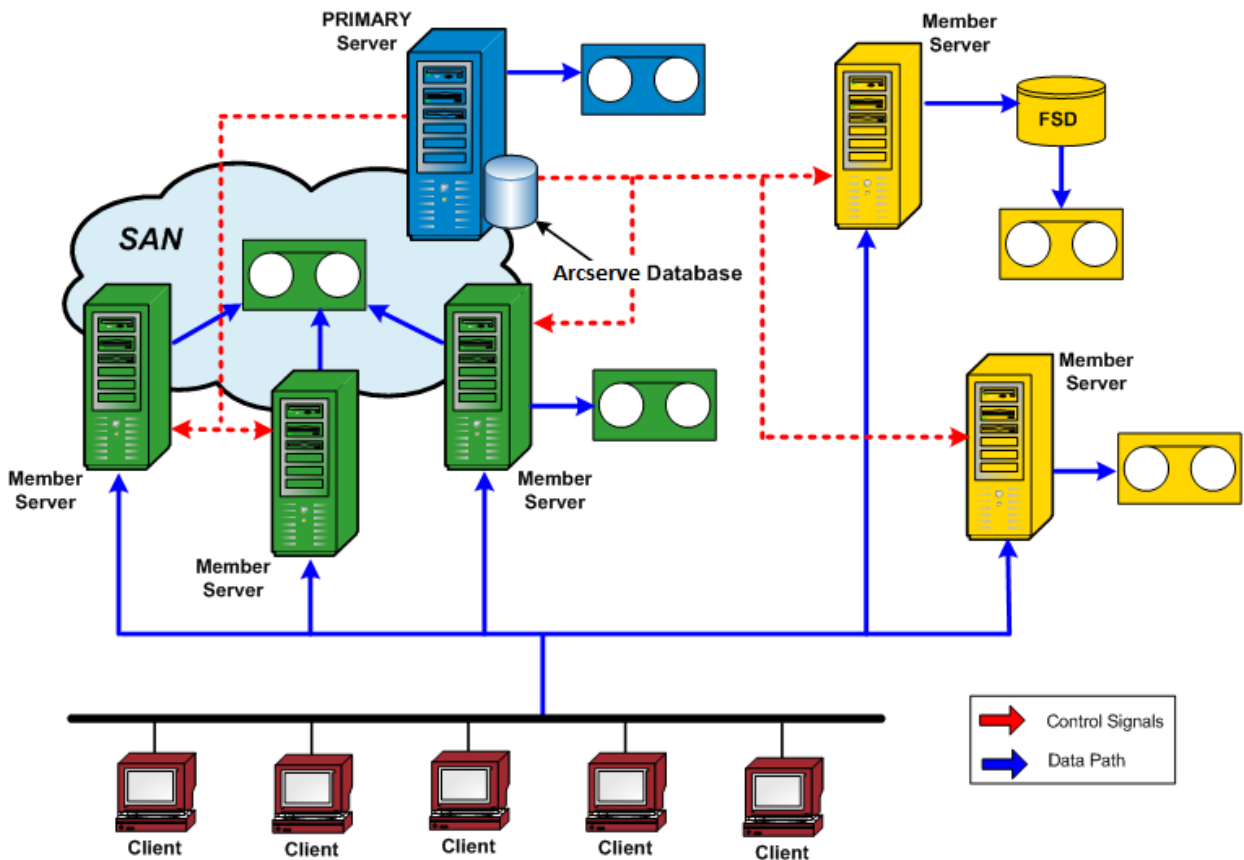 PRIMARY
Server
Member
Server
FSD
SAN
Arcserve Database
Member
Server
Member
Server
Member
Server
Member
Server
Control Signals
Data Path
Client
Client
Client
Client
Client